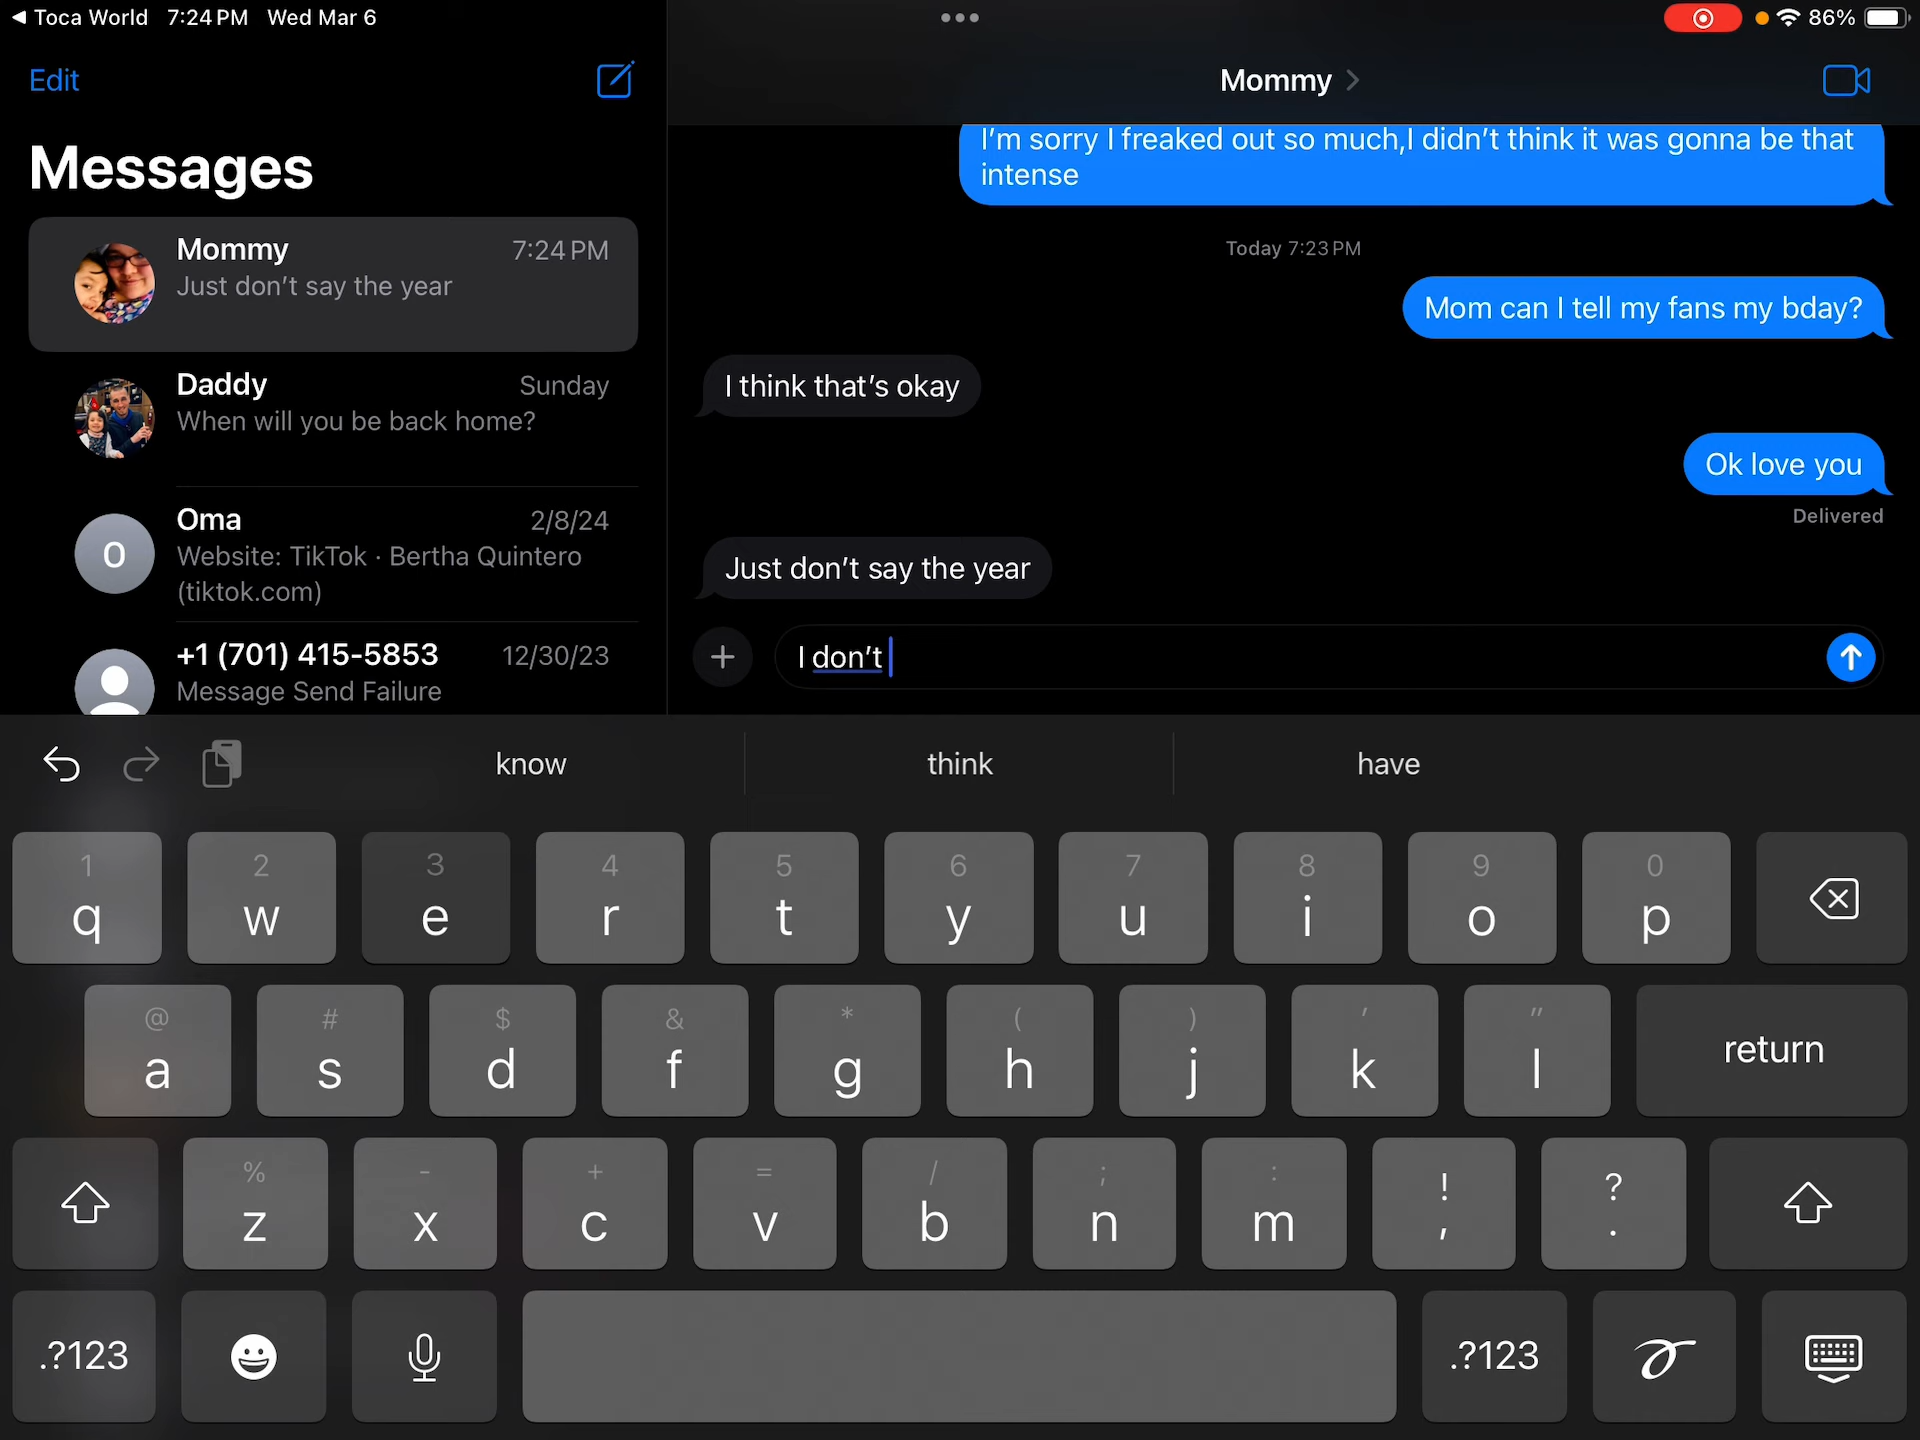 Toca World 7:24 PM Wed Mar 6
86%
Edit
Messages
Mommy 7:24 PM
Just don't say the year
Daddy Sunday
When will you be back home?
O
Oma 2/8/24
Website: TikTok · Bertha Quintero
(tiktok.com)
+1 (701) 415-5853 12/30/23
Message Send Failure
Mommy
I'm sorry I freaked out so much,I didn't think it was gonna be that
intense
Today 7:23 PM
Mom can I tell my fans my bday?
I think that's okay
Ok love you
Delivered
Just don't say the year
I don't
know think have
1 2 3 4 5 6 7 8 9 0
q w e r t y u i o p
@ # $ & * ( ) ' "
a s d f g h j k l return
% - + = / ; : ! ?
z x c v b n m , .
.?123 .?123